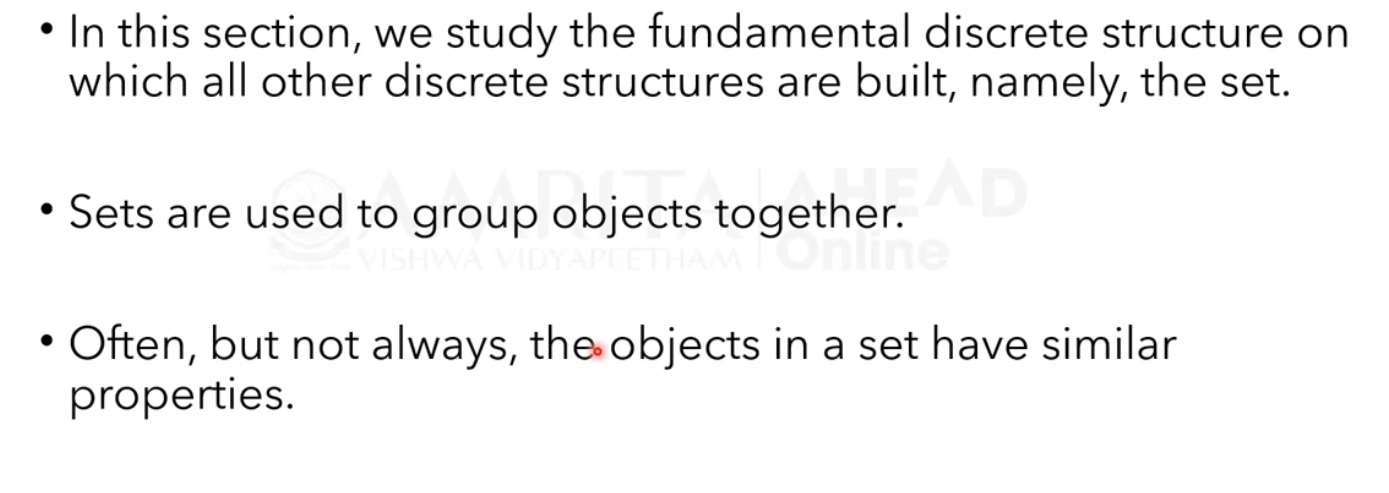 • In this section, we study the fundamental discrete structure on
which all other discrete structures are built, namely, the set.
AMRITA | AHEAD
VISHWA VIDYAPEETHAM | Online
• Sets are used to group objects together.
• Often, but not always, the objects in a set have similar
properties.